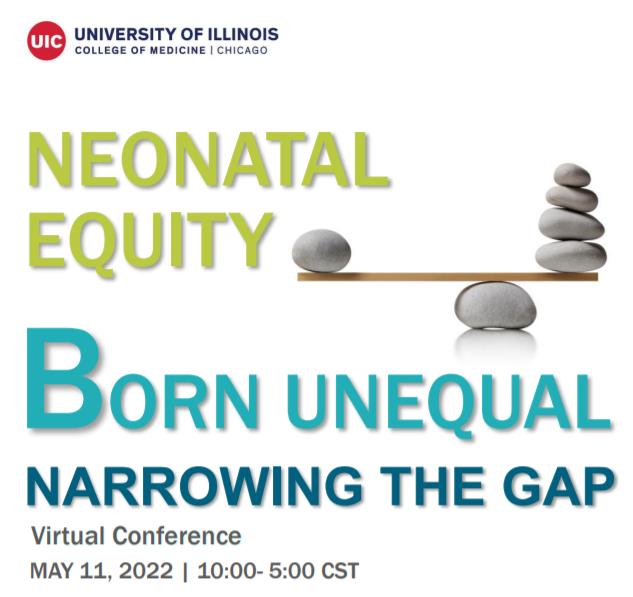 UIC
UNIVERSITY OF ILLINOIS
COLLEGE OF MEDICINE | CHICAGO
NEONATAL
EQUITY
BORN UNEQUAL
NARROWING THE GAP
Virtual Conference
MAY 11, 2022 | 10:00- 5:00 CST